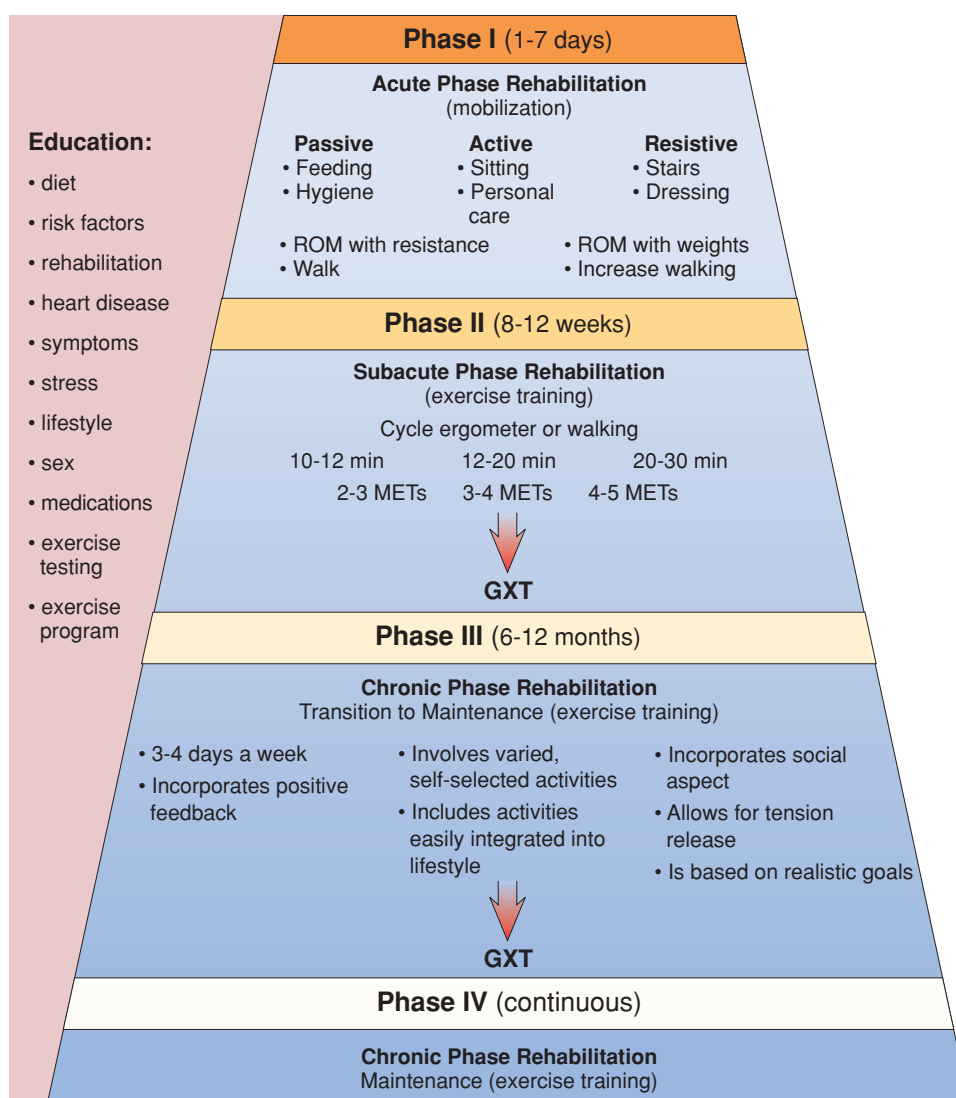 Education:
• diet
• risk factors
• rehabilitation
• heart disease
• symptoms
• stress
• lifestyle
• sex
• medications
• exercise
testing
• exercise
program
Phase I (1-7 days)
Acute Phase Rehabilitation
(mobilization)
Passive
• Feeding
• Hygiene
Active
• Sitting
• Personal
care
Resistive
• Stairs
• Dressing
• ROM with resistance
• Walk
• ROM with weights
• Increase walking
Phase II (8-12 weeks)
Subacute Phase Rehabilitation
(exercise training)
Cycle ergometer or walking
10-12 min 12-20 min 20-30 min
2-3 METs 3-4 METs 4-5 METs
GXT
Phase III (6-12 months)
Chronic Phase Rehabilitation
Transition to Maintenance (exercise training)
• 3-4 days a week
• Incorporates positive
feedback
• Involves varied,
self-selected activities
• Includes activities
easily integrated into
lifestyle
• Incorporates social
aspect
• Allows for tension
release
• Is based on realistic goals
GXT
Phase IV (continuous)
Chronic Phase Rehabilitation
Maintenance (exercise training)